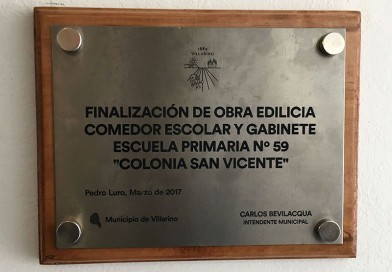 VILLARINO
FINALIZACIÓN DE OBRA EDILICIA
COMEDOR ESCOLAR Y GABINETE
ESCUELA PRIMARIA Nº 59
"COLONIA SAN VICENTE"
Pedro Luro, Marzo de 2017
Municipio de Villarino
CARLOS BEVILACQUA
INTENDENTE MUNICIPAL